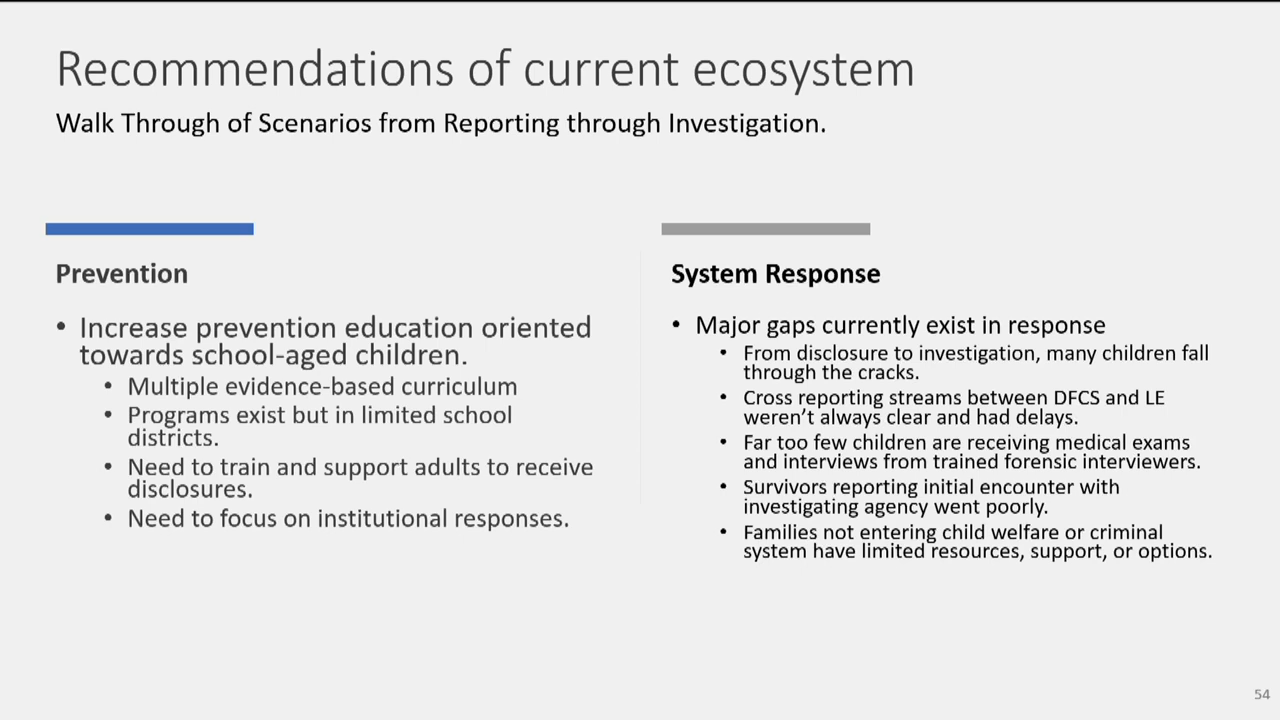 Recommendations of current ecosystem
Walk Through of Scenarios from Reporting through Investigation.
Prevention
• Increase prevention education oriented
towards school-aged children.
• Multiple evidence-based curriculum
• Programs exist but in limited school
districts.
• Need to train and support adults to receive
disclosures.
• Need to focus on institutional responses.
System Response
• Major gaps currently exist in response
• From disclosure to investigation, many children fall
through the cracks.
• Cross reporting streams between DFCS and LE
weren’t always clear and had delays.
• Far too few children are receiving medical exams
and interviews from trained forensic interviewers.
• Survivors reporting initial encounter with
investigating agency went poorly.
• Families not entering child welfare or criminal
system have limited resources, support, or options.
54